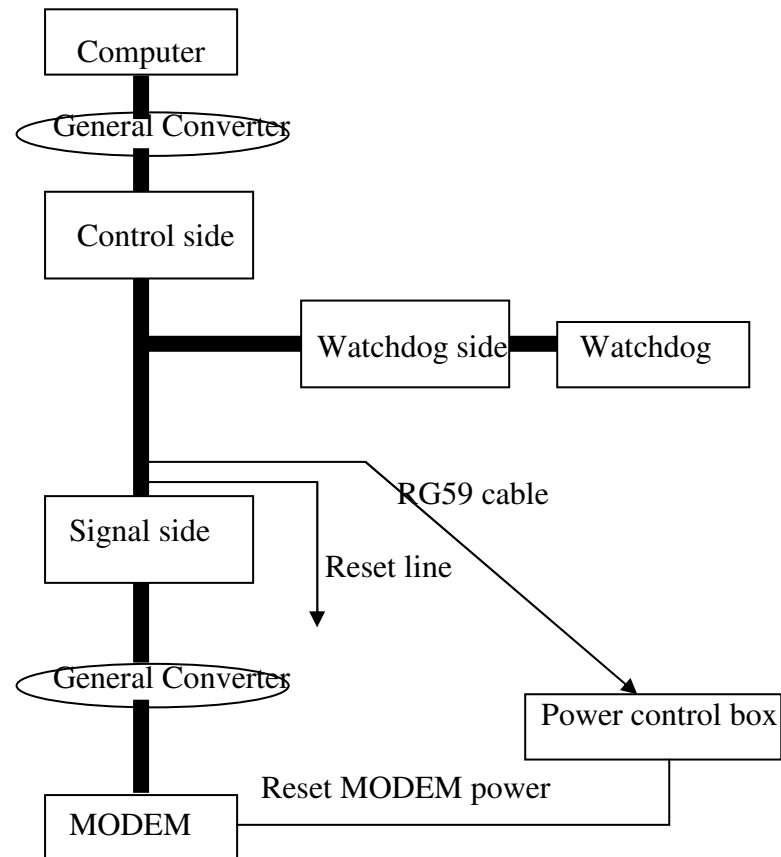 Computer
General Converter
Control side
Watchdog side
Watchdog
RG59 cable
Signal side
Reset line
General Converter
Power control box
Reset MODEM power
MODEM